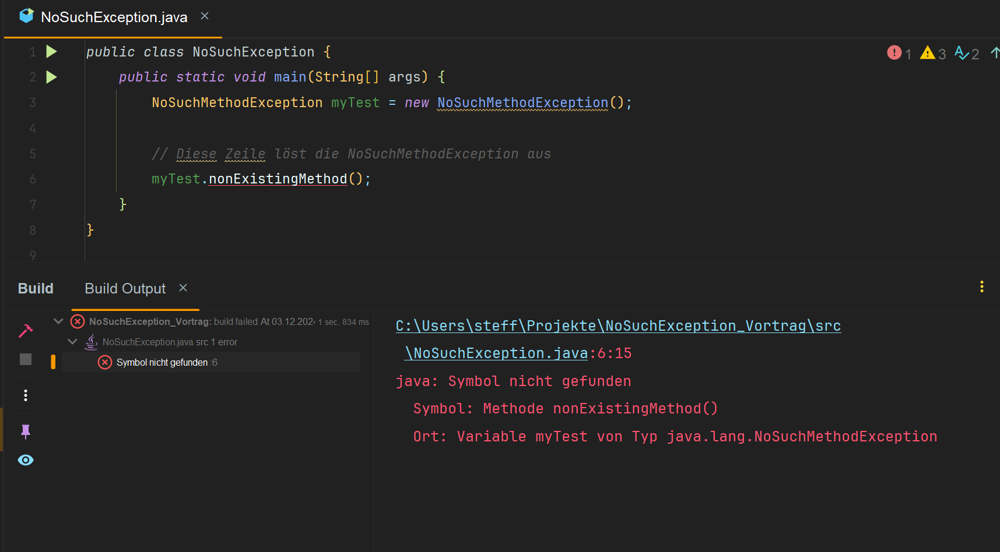 NoSuchException.java
1 public class NoSuchException {
2 public static void main(String[] args) {
3 NoSuchMethodException myTest = new NoSuchMethodException();
4
5 // Diese Zeile löst die NoSuchMethodException aus
6 myTest.nonExistingMethod();
7 }
8 }
9
1 3 2
Build Build Output
NoSuchException_Vortrag: build failed At 03.12.2024 1 sec, 834 ms
NoSuchException.java src 1 error
Symbol nicht gefunden :6
C:\Users\steff\Projekte\NoSuchException_Vortrag\src
\NoSuchException.java:6:15
java: Symbol nicht gefunden
Symbol: Methode nonExistingMethod()
Ort: Variable myTest von Typ java.lang.NoSuchMethodException